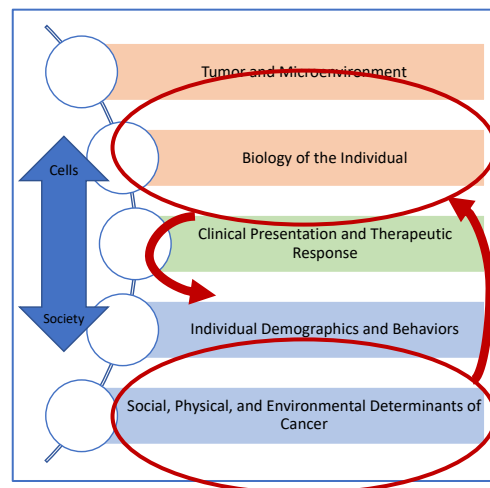 Tumor and Microenvironment
Cells
Biology of the Individual
Clinical Presentation and Therapeutic
Response
Society
Individual Demographics and Behaviors
Social, Physical, and Environmental Determinants of
Cancer